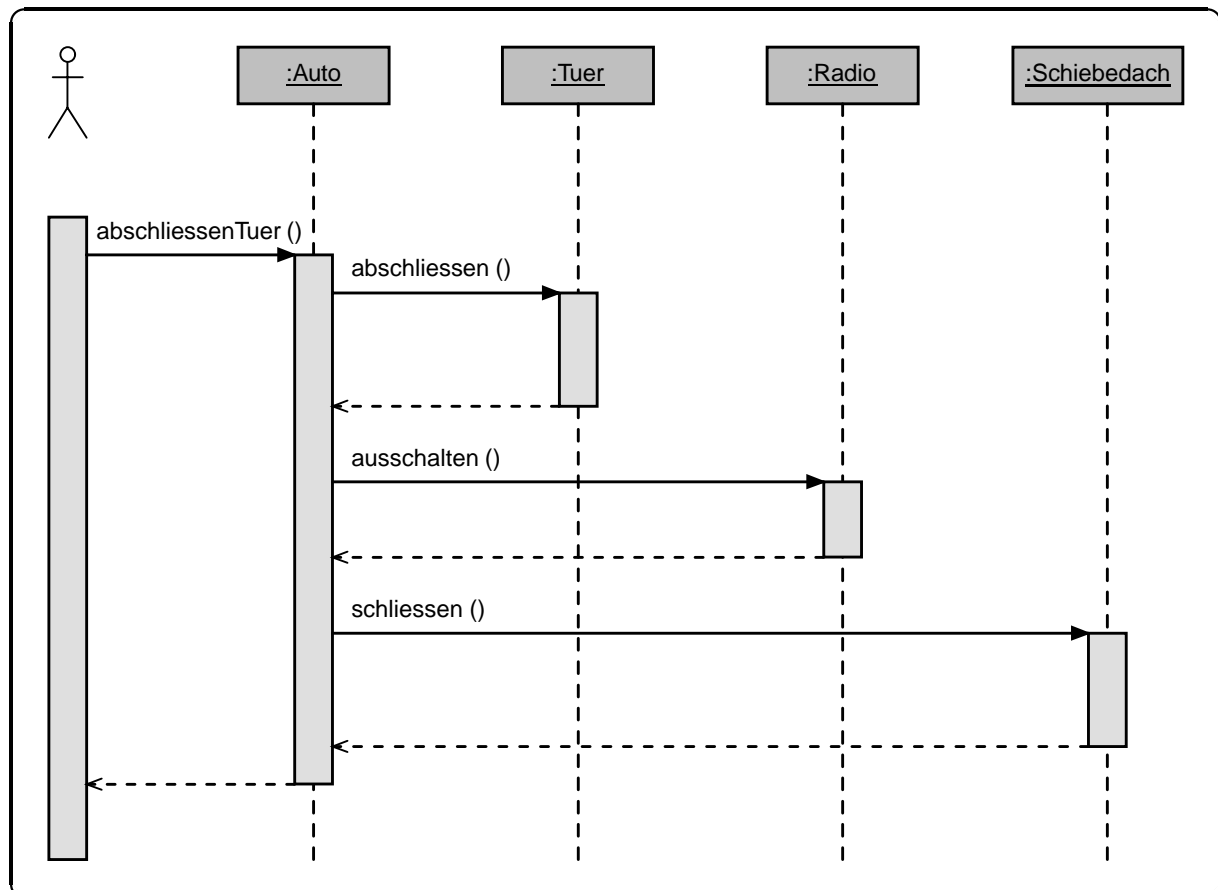 :Auto
:Tuer
:Radio
:Schiebedach
abschliessenTuer ()
abschliessen ()
ausschalten ()
schliessen ()